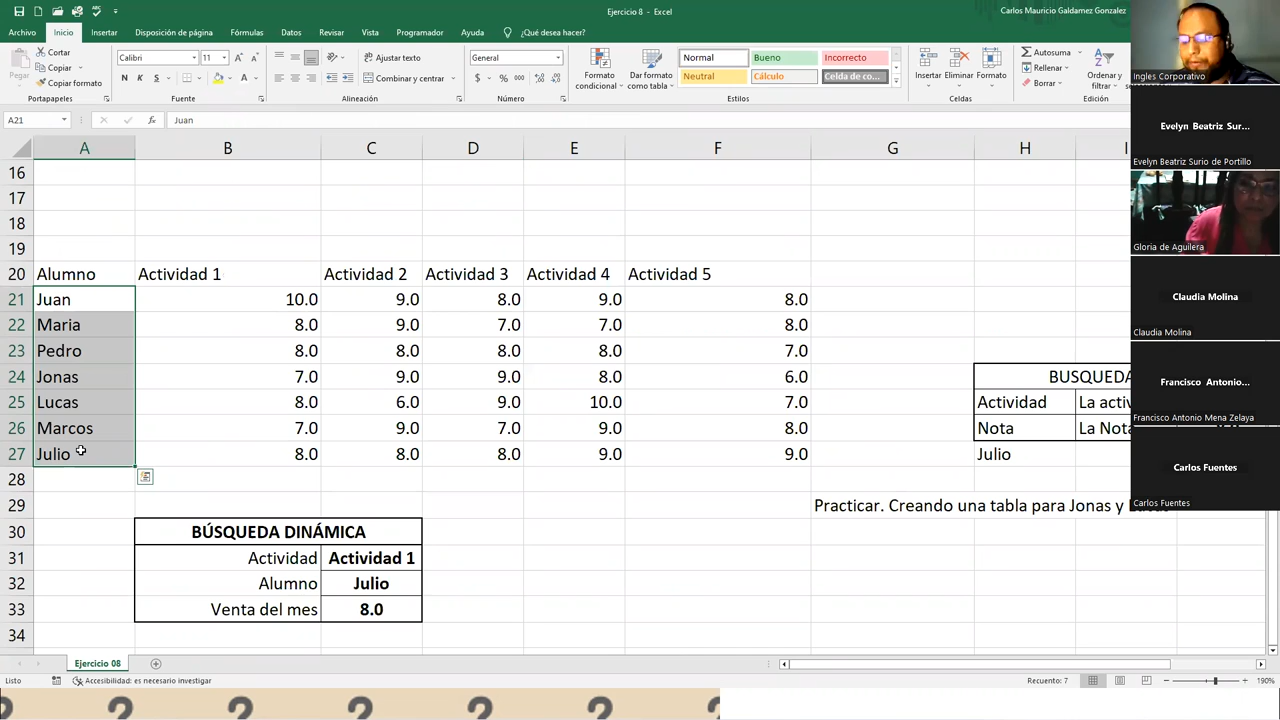 Ejercicio 8 - Excel
Carlos Mauricio Galdamez Gonzalez
Archivo Inicio Insertar Disposición de página Fórmulas Datos Revisar Vista Programador Ayuda ¿Qué desea hacer?
Pegar
Cortar
Copiar
Copiar formato
Portapapeles
Calibri 11
N K S
Fuente
Ajustar texto
Combinar y centrar
Alineación
General
Número
Formato condicional
Dar formato como tabla
Normal Bueno Incorrecto
Neutral Cálculo Celda de co...
Estilos
Insertar Eliminar Formato
Celdas
Autosuma
Rellenar
Borrar
Ordenar y filtrar
Edición
A21 fx Juan
A B C D E F G H I
16
17
18
19
20 Alumno Actividad 1 Actividad 2 Actividad 3 Actividad 4 Actividad 5
21 Juan 10.0 9.0 8.0 9.0 8.0
22 Maria 8.0 9.0 7.0 7.0 8.0
23 Pedro 8.0 8.0 8.0 8.0 7.0
24 Jonas 7.0 9.0 9.0 8.0 6.0 BUSQUEDA
25 Lucas 8.0 6.0 9.0 10.0 7.0 Actividad La activ
26 Marcos 7.0 9.0 7.0 9.0 8.0 Nota La Nota
27 Julio 8.0 8.0 8.0 9.0 9.0 Julio
28
29 Practicar. Creando una tabla para Jonas y
30 BÚSQUEDA DINÁMICA
31 Actividad Actividad 1
32 Alumno Julio
33 Venta del mes 8.0
34
Ejercicio 08
Listo Accesibilidad: es necesario investigar Recuento: 7 190%
Ingles Corporativo
Evelyn Beatriz Sur...
Evelyn Beatriz Surio de Portillo
Gloria de Aguilera
Claudia Molina
Claudia Molina
Francisco Antonio...
Francisco Antonio Mena Zelaya
Carlos Fuentes
Carlos Fuentes
? ? ? ? ? ? ?